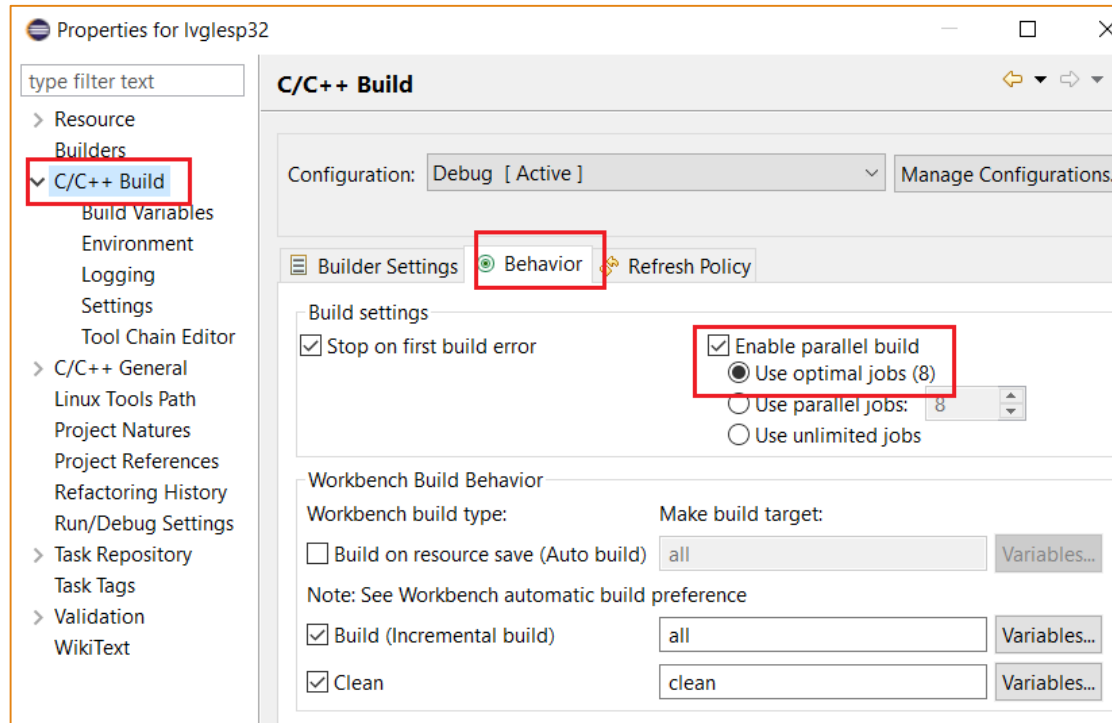 Properties for lvglesp32
type filter text
Resource
Builders
C/C++ Build
Build Variables
Environment
Logging
Settings
Tool Chain Editor
C/C++ General
Linux Tools Path
Project Natures
Project References
Refactoring History
Run/Debug Settings
Task Repository
Task Tags
Validation
WikiText
C/C++ Build
Configuration: Debug [ Active ] Manage Configurations.
Builder Settings Behavior Refresh Policy
Build settings
Stop on first build error Enable parallel build
Use optimal jobs (8)
Use parallel jobs: 8
Use unlimited jobs
Workbench Build Behavior
Workbench build type: Make build target:
Build on resource save (Auto build) all Variables...
Note: See Workbench automatic build preference
Build (Incremental build) all Variables...
Clean clean Variables...